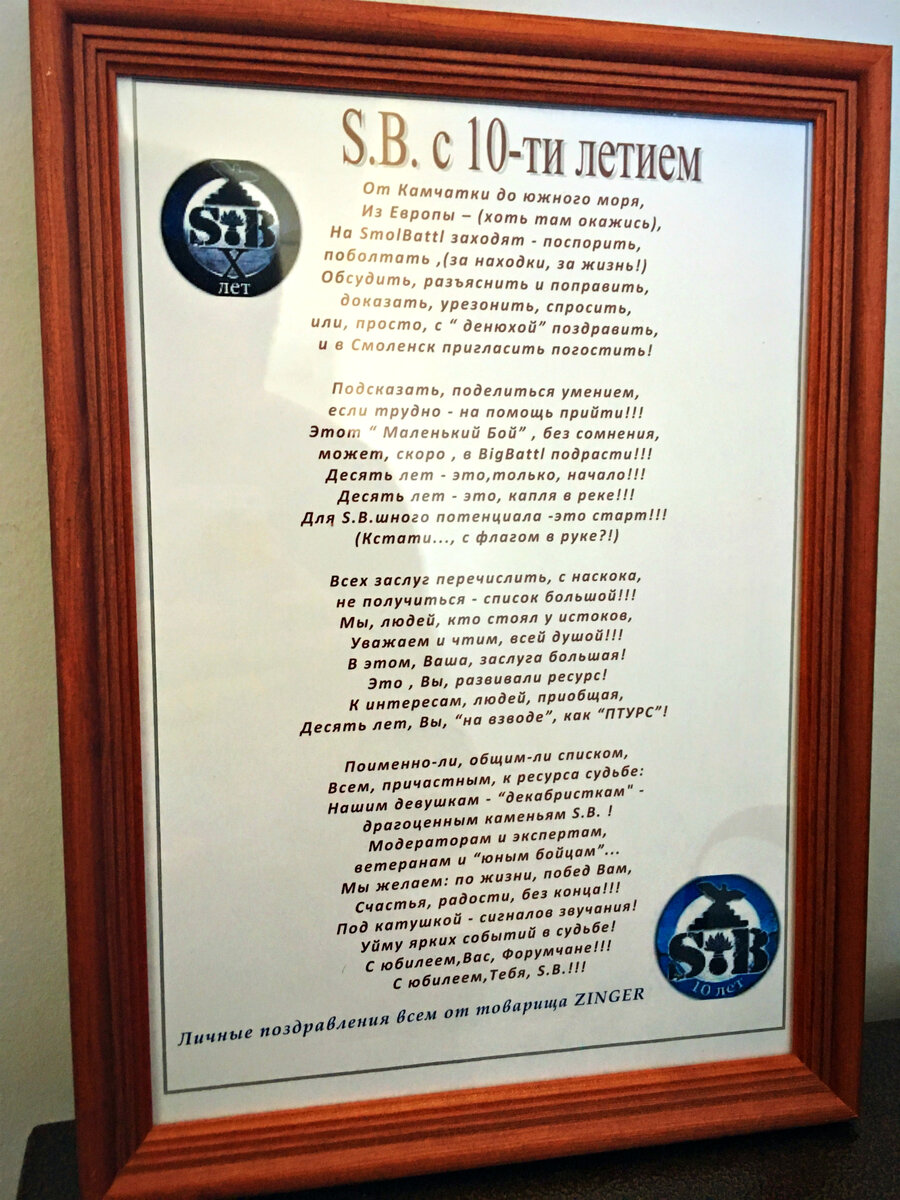 S.B. с 10-ти летием
SB
X
лет
От Камчатки до южного моря,
Из Европы – (хоть там окажись),
На SmolBattl заходят - поспорить,
поболтать ,(за находки, за жизнь!)
Обсудить, разъяснить и поправить,
доказать, урезонить, спросить,
или, просто, с “ денюхой” поздравить,
и в Смоленск пригласить погостить!
Подсказать, поделиться умением,
если трудно - на помощь прийти!!!
Этот “ Маленький Бой” , без сомнения,
может, скоро , в BigBattl подрасти!!!
Десять лет - это,только, начало!!!
Десять лет - это, капля в реке!!!
Для S.B.шного потенциала -это старт!!!
(Кстати..., с флагом в руке?!)
Всех заслуг перечислить, с наскока,
не получиться - список большой!!!
Мы, людей, кто стоял у истоков,
Уважаем и чтим, всей душой!!!
В этом, Ваша, заслуга большая!
Это , Вы, развивали ресурс!
К интересам, людей, приобщая,
Десять лет, Вы, “на взводе”, как “ПТУРС”!
Поименно-ли, общим-ли списком,
Всем, причастным, к ресурса судьбе:
Нашим девушкам - “декабристкам" -
драгоценным каменьям S.B. !
Модераторам и экспертам,
ветеранам и “юным бойцам”...
Мы желаем: по жизни, побед Вам,
Счастья, радости, без конца!!!
Под катушкой - сигналов звучания!
Уйму ярких событий в судьбе!
С юбилеем,Вас, Форумчане!!!
С юбилеем,Тебя, S.B.!!!
SB
10 лет
Личные поздравления всем от товарища ZINGER